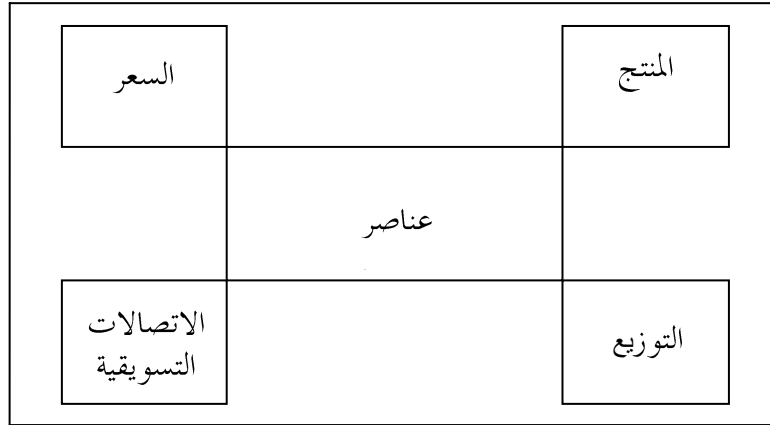 المنتج
السعر
عناصر
التوزيع
الاتصالات
التسويقية